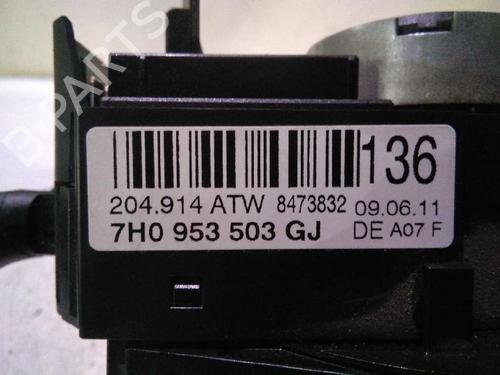 B-PARTS
136
204.914 ATW 8473832 09.06.11
7H0 953 503 GJ DE A07 F